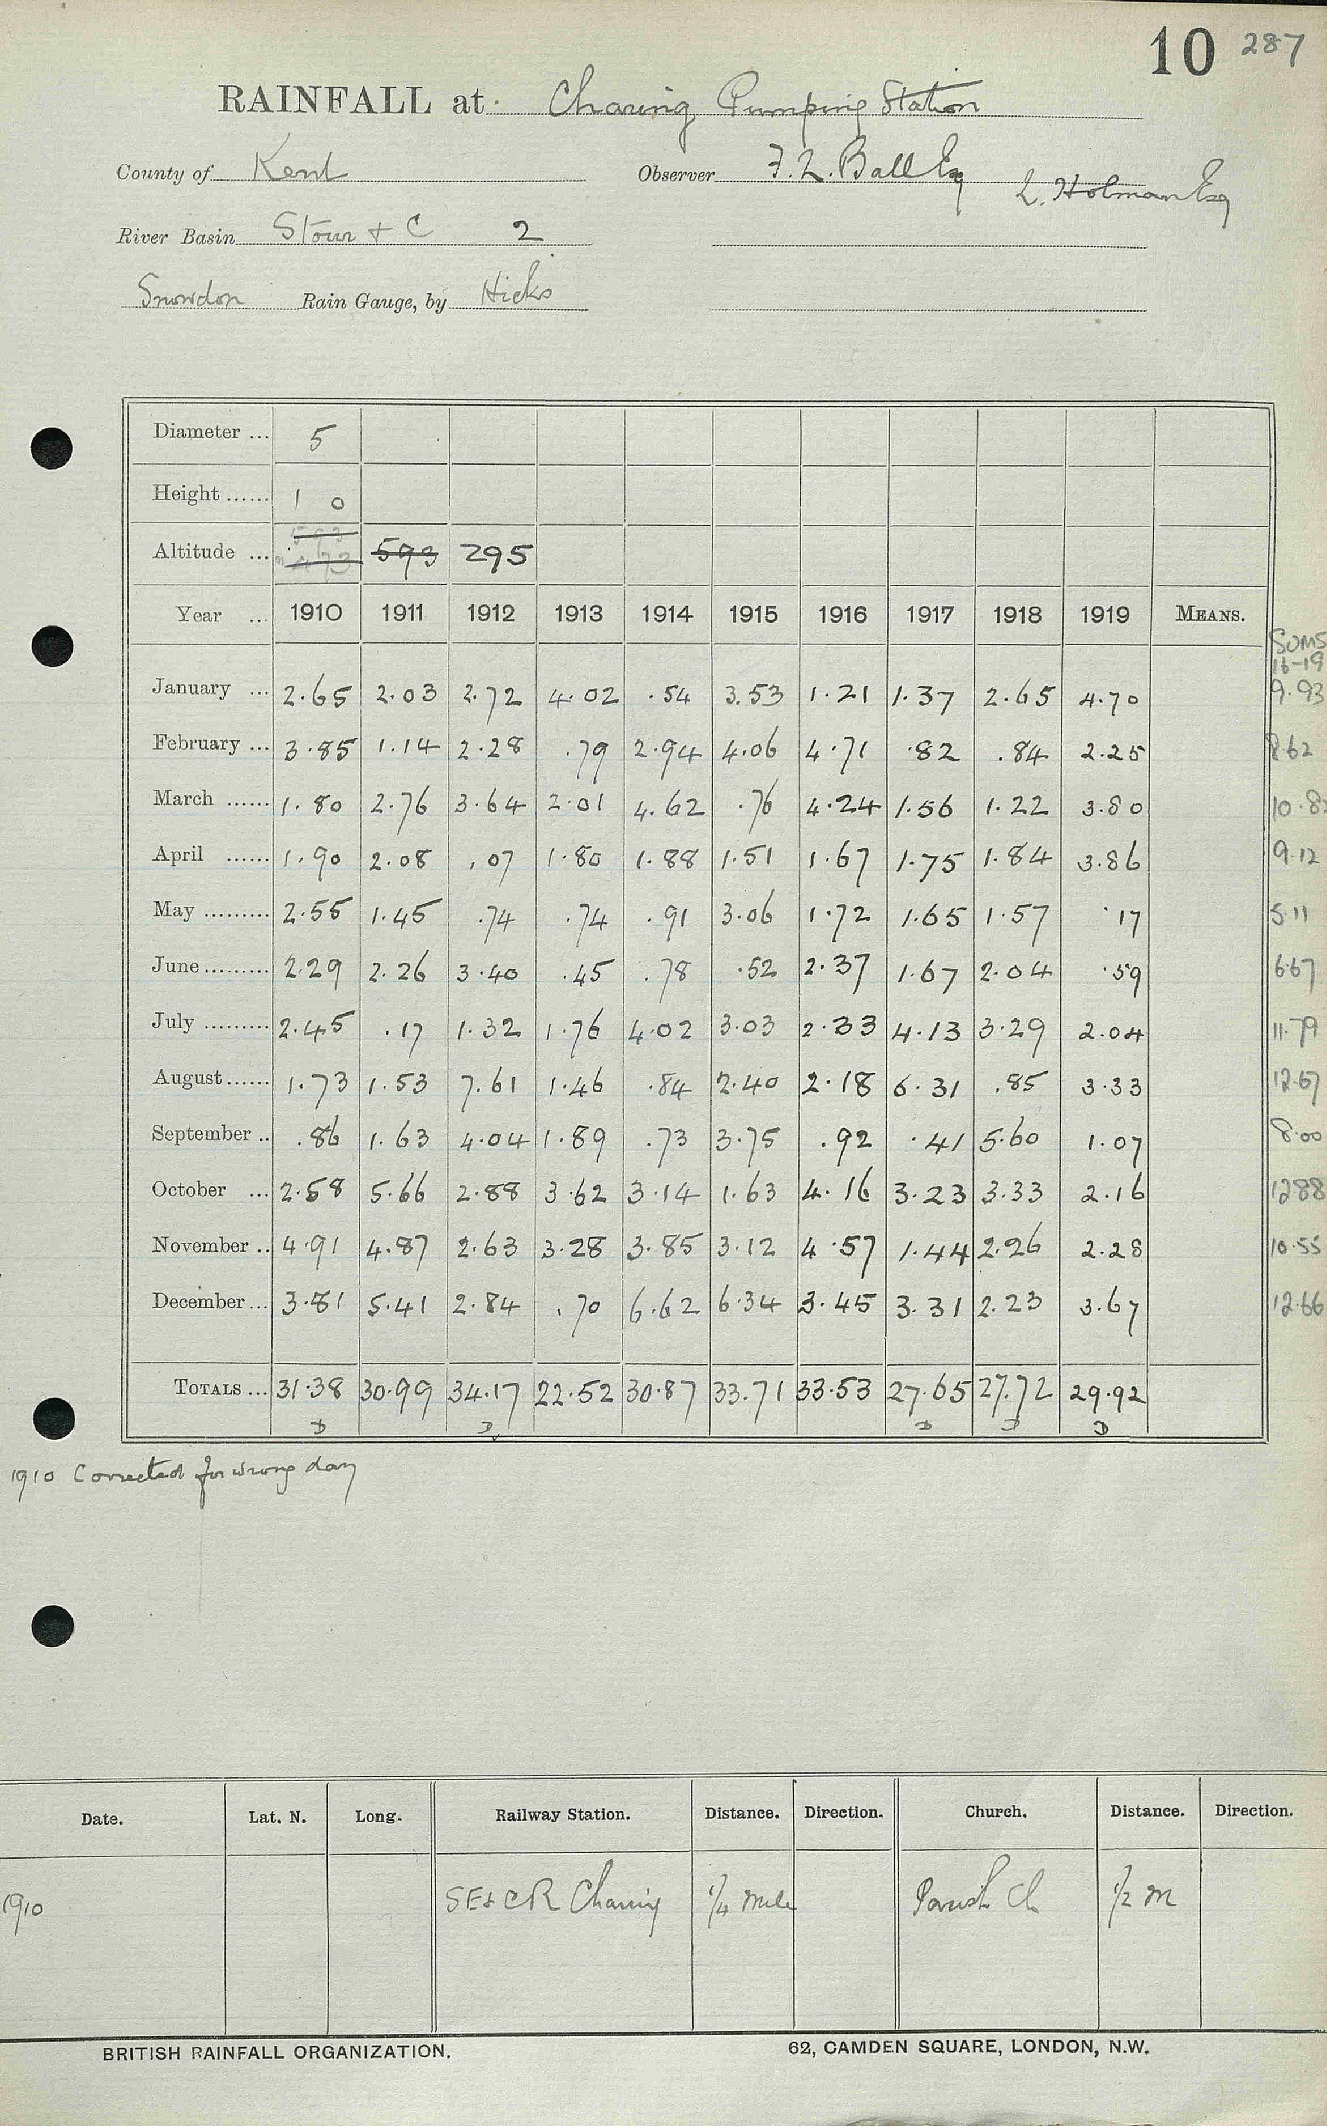 10 287
RAINFALL at Charing Pumping Station
County of Kent Observer F. L. Ball Esq L. Holman Esq
River Basin Stour & C 2
Snowdon Rain Gauge, by Hicks
Diameter ... 5
Height ...... 1 0
Altitude ... 593 593 295
Year ... 1910 1911 1912 1913 1914 1915 1916 1917 1918 1919 MEANS. SUMS 16-19
January ... 2.65 2.03 2.72 4.02 .54 3.53 1.21 1.37 2.65 4.70 9.93
February ... 3.85 1.14 2.28 .79 2.94 4.06 4.71 .82 .84 2.25 8.62
March ...... 1.80 2.76 3.64 2.01 4.62 .76 4.24 1.56 1.22 3.80 10.8
April ...... 1.90 2.08 .07 1.80 1.88 1.51 1.67 1.75 1.84 3.86 9.12
May ......... 2.55 1.45 .74 .74 .91 3.06 1.72 1.65 1.57 .17 5.11
June ......... 2.29 2.26 3.40 .45 .78 .52 2.37 1.67 2.04 .59 6.67
July ......... 2.45 .17 1.32 1.76 4.02 3.03 2.33 4.13 3.29 2.04 11.79
August ...... 1.73 1.53 7.61 1.46 .84 2.40 2.18 6.31 .85 3.33 12.67
September .. .86 1.63 4.04 1.89 .73 3.75 .92 .41 5.60 1.07 8.00
October ... 2.58 5.66 2.88 3.62 3.14 1.63 4.16 3.23 3.33 2.16 12.88
November .. 4.91 4.87 2.63 3.28 3.85 3.12 4.57 1.44 2.26 2.28 10.55
December ... 3.81 5.41 2.84 .70 6.62 6.34 3.45 3.31 2.23 3.67 12.66
TOTALS ... 31.38 30.99 34.17 22.52 30.87 33.71 33.53 27.65 27.72 29.92
D D D D D
1910 Corrected for wrong day
Date. Lat. N. Long. Railway Station. Distance. Direction. Church. Distance. Direction.
1910 SE & CR Charing 1/4 mile Parish Ch 1/2 m
BRITISH RAINFALL ORGANIZATION. 62, CAMDEN SQUARE, LONDON, N.W.